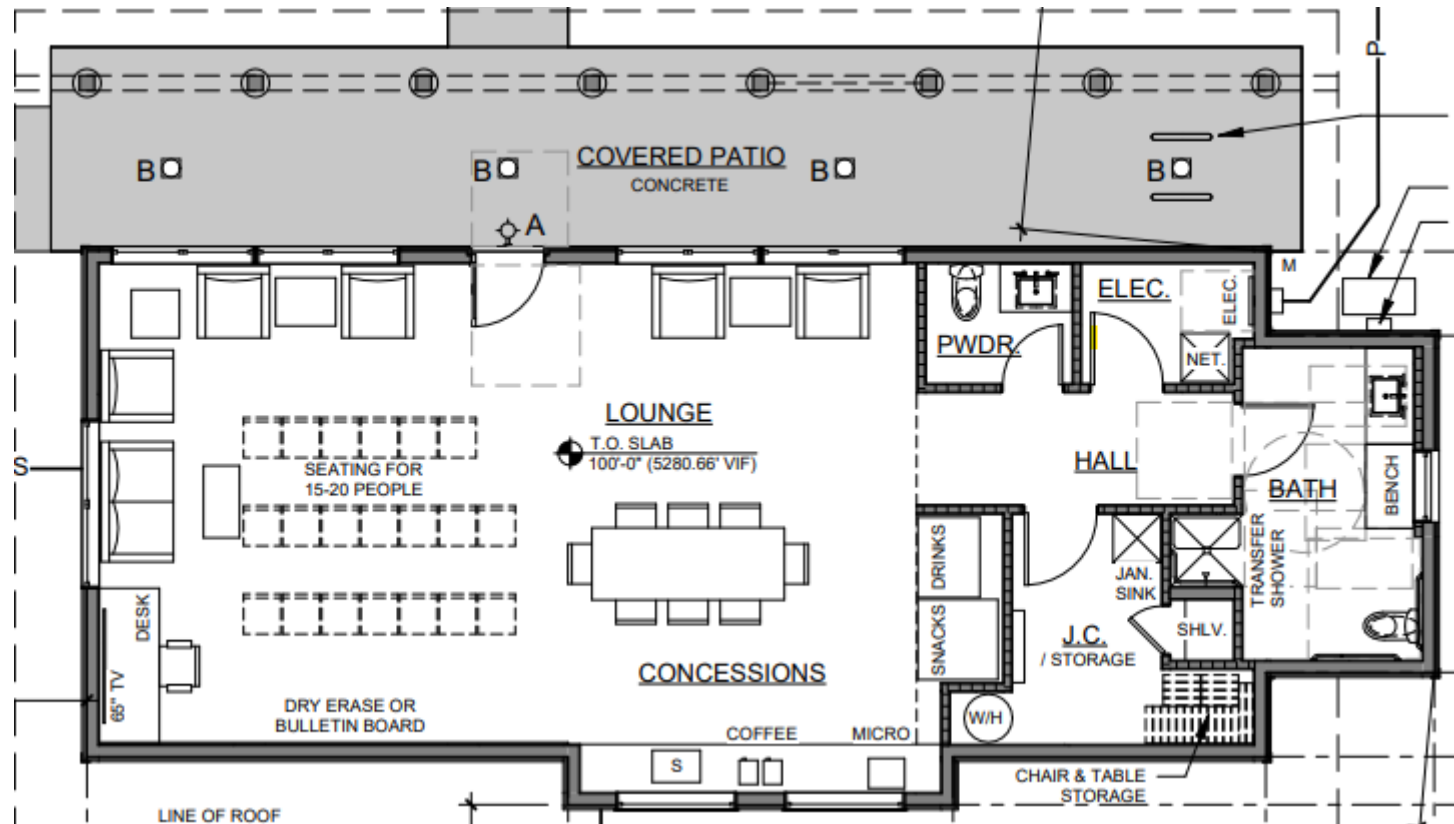 P
COVERED PATIO
CONCRETE
B
B
B
B
A
M
ELEC.
ELEC.
PWDR.
NET.
LOUNGE
T.O. SLAB
100'-0" (5280.66' VIF)
S
SEATING FOR
15-20 PEOPLE
HALL
BATH
BENCH
DRINKS
TRANSFER
SHOWER
JAN.
SINK
DESK
SNACKS
J.C.
/ STORAGE
SHLV.
CONCESSIONS
65" TV
DRY ERASE OR
BULLETIN BOARD
W/H
COFFEE
MICRO
S
CHAIR & TABLE
STORAGE
LINE OF ROOF